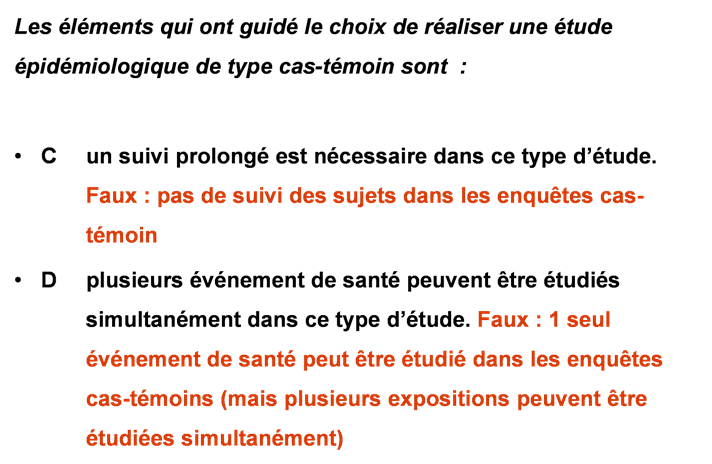 Les éléments qui ont guidé le choix de réaliser une étude
épidémiologique de type cas-témoin sont :
• C un suivi prolongé est nécessaire dans ce type d’étude.
Faux : pas de suivi des sujets dans les enquêtes cas-
témoin
• D plusieurs événement de santé peuvent être étudiés
simultanément dans ce type d’étude. Faux : 1 seul
événement de santé peut être étudié dans les enquêtes
cas-témoins (mais plusieurs expositions peuvent être
étudiées simultanément)